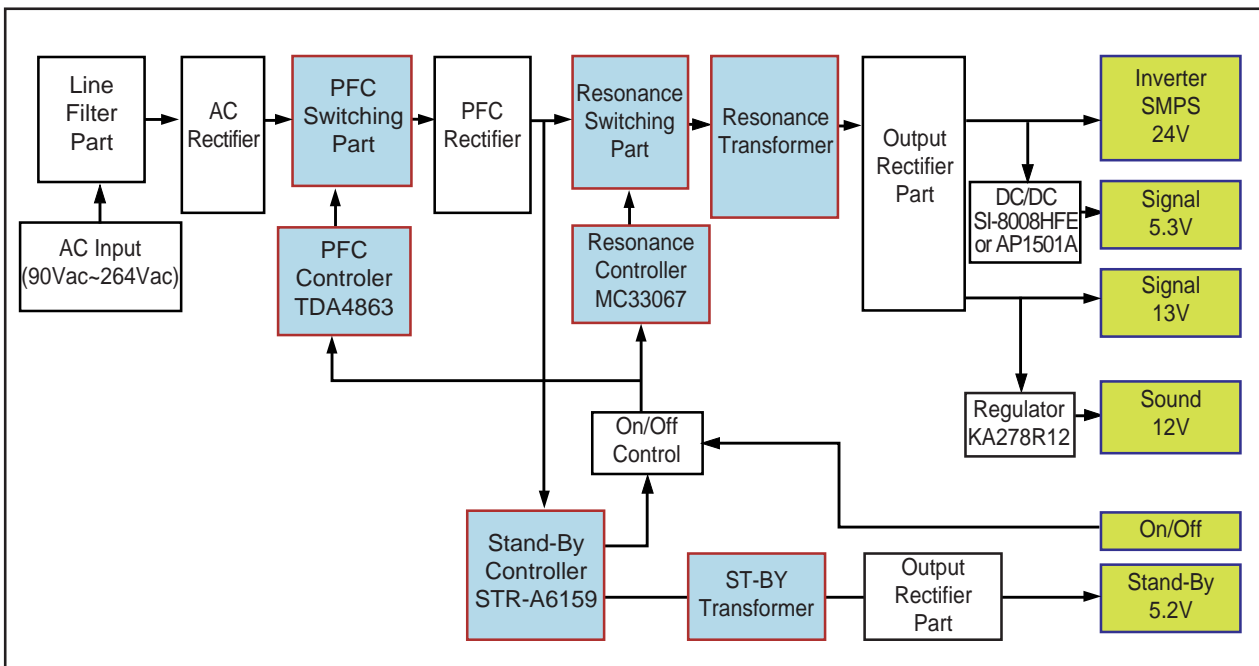 Line
Filter
Part
AC
Rectifier
PFC
Switching
Part
PFC
Rectifier
Resonance
Switching
Part
Resonance
Transformer
Output
Rectifier
Part
Inverter
SMPS
24V
DC/DC
SI-8008HFE
or AP1501A
Signal
5.3V
AC Input
(90Vac~264Vac)
PFC
Controler
TDA4863
Resonance
Controller
MC33067
Signal
13V
Regulator
KA278R12
Sound
12V
On/Off
Control
On/Off
Stand-By
Controller
STR-A6159
ST-BY
Transformer
Output
Rectifier
Part
Stand-By
5.2V